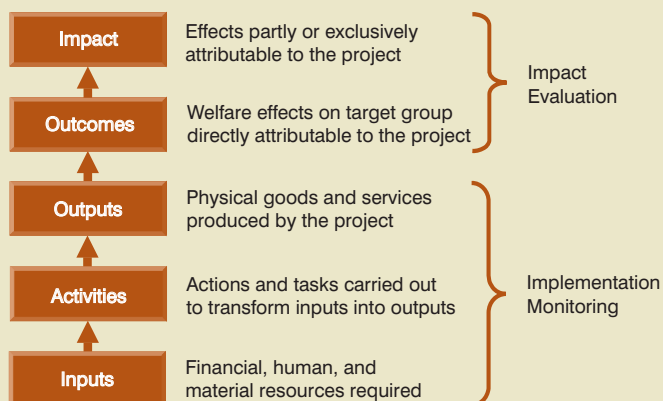 Impact
Effects partly or exclusively
attributable to the project
Outcomes
Welfare effects on target group
directly attributable to the project
Impact
Evaluation
Outputs
Physical goods and services
produced by the project
Activities
Actions and tasks carried out
to transform inputs into outputs
Inputs
Financial, human, and
material resources required
Implementation
Monitoring